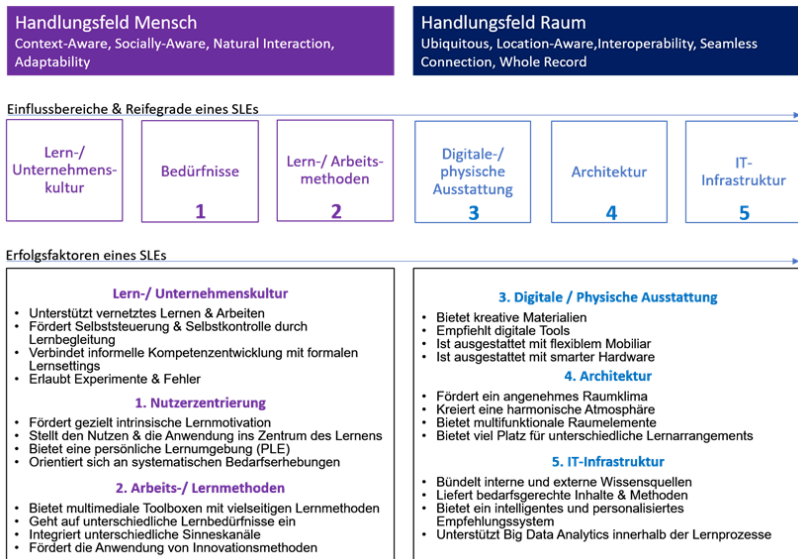 Handlungsfeld Mensch
Context-Aware, Socially-Aware, Natural Interaction,
Adaptability
Handlungsfeld Raum
Ubiquitous, Location-Aware,Interoperability, Seamless
Connection, Whole Record
Einflussbereiche & Reifegrade eines SLEs
Lern-/
Unternehmens-
kultur
Bedürfnisse
1
Lern-/ Arbeits-
methoden
2
Digitale-/
physische
Ausstattung
3
Architektur
4
IT-
Infrastruktur
5
Erfolgsfaktoren eines SLEs
Lern-/ Unternehmenskultur
• Unterstützt vernetztes Lernen & Arbeiten
• Fördert Selbststeuerung & Selbstkontrolle durch
Lernbegleitung
• Verbindet informelle Kompetenzentwicklung mit formalen
Lernsettings
• Erlaubt Experimente & Fehler
1. Nutzerzentrierung
• Fördert gezielt intrinsische Lernmotivation
• Stellt den Nutzen & die Anwendung ins Zentrum des Lernens
• Bietet eine persönliche Lernumgebung (PLE)
• Orientiert sich an systematischen Bedarfserhebungen
2. Arbeits-/ Lernmethoden
• Bietet multimediale Toolboxen mit vielseitigen Lernmethoden
• Geht auf unterschiedliche Lernbedürfnisse ein
• Integriert unterschiedliche Sinneskanäle
• Fördert die Anwendung von Innovationsmethoden
3. Digitale / Physische Ausstattung
• Bietet kreative Materialien
• Empfiehlt digitale Tools
• Ist ausgestattet mit flexiblem Mobiliar
• Ist ausgestattet mit smarter Hardware
4. Architektur
• Fördert ein angenehmes Raumklima
• Kreiert eine harmonische Atmosphäre
• Bietet multifunktionale Raumelemente
• Bietet viel Platz für unterschiedliche Lernarrangements
5. IT-Infrastruktur
• Bündelt interne und externe Wissensquellen
• Liefert bedarfsgerechte Inhalte & Methoden
• Bietet ein intelligentes und personalisiertes
Empfehlungssystem
• Unterstützt Big Data Analytics innerhalb der Lernprozesse